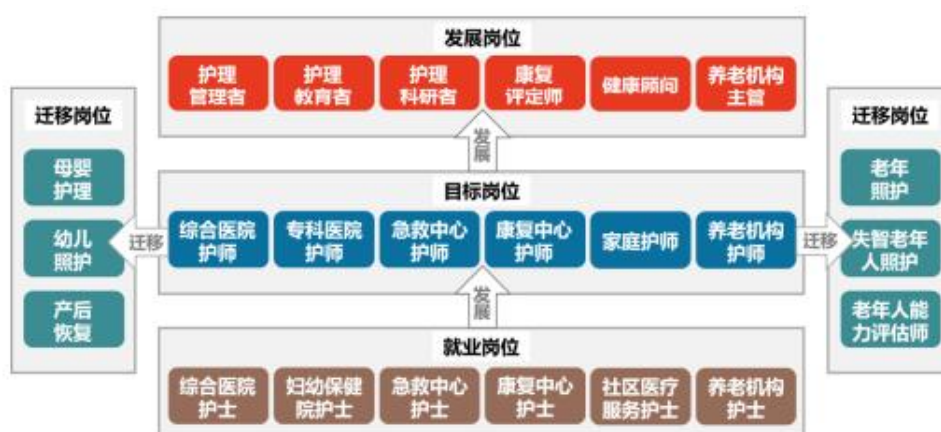 发展岗位
护理
管理者
护理
教育者
护理
科研者
康复
评定师
健康顾问
养老机构
主管
发展
迁移岗位
母婴
护理
幼儿
照护
产后
恢复
迁移
目标岗位
综合医院
护师
专科医院
护师
急救中心
护师
康复中心
护师
家庭护师
养老机构
护师
迁移
迁移岗位
老年
照护
失智老年
人照护
老年人能
力评估师
发展
就业岗位
综合医院
护士
妇幼保健
院护士
急救中心
护士
康复中心
护士
社区医疗
服务护士
养老机构
护士